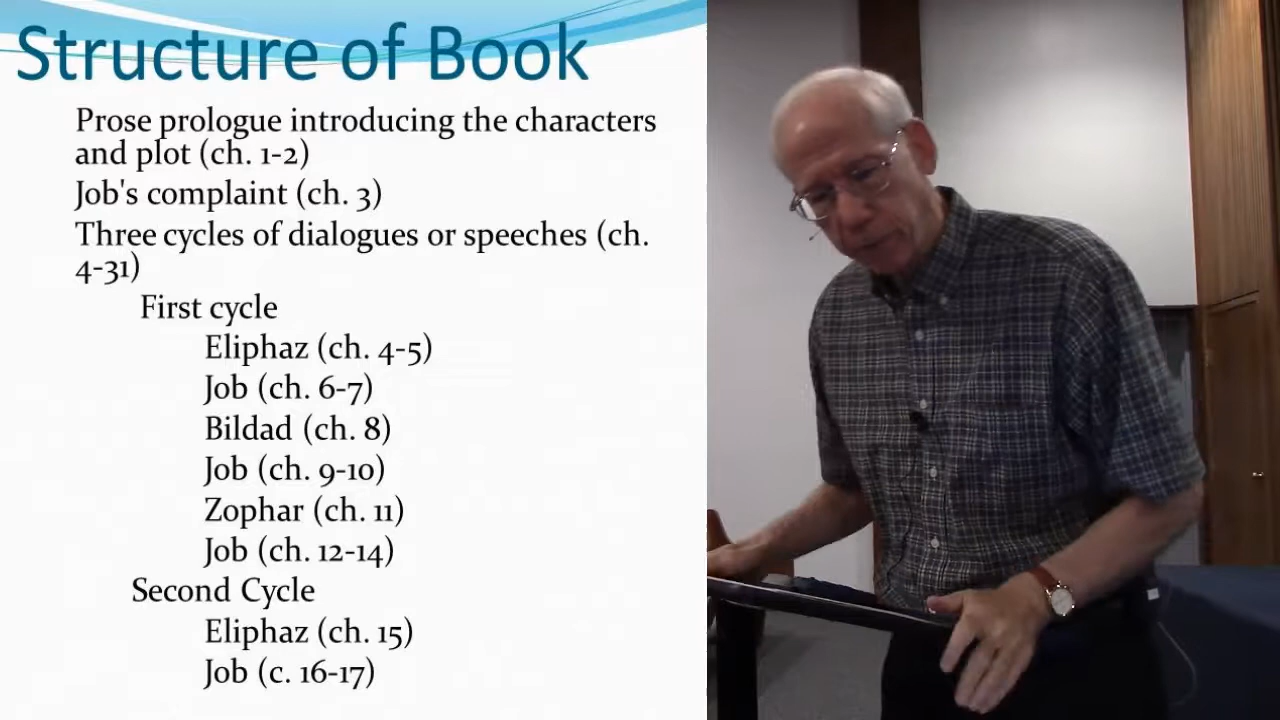 Structure of Book
Prose prologue introducing the characters
and plot (ch. 1-2)
Job's complaint (ch. 3)
Three cycles of dialogues or speeches (ch.
4-31)
First cycle
Eliphaz (ch. 4-5)
Job (ch. 6-7)
Bildad (ch. 8)
Job (ch. 9-10)
Zophar (ch. 11)
Job (ch. 12-14)
Second Cycle
Eliphaz (ch. 15)
Job (c. 16-17)